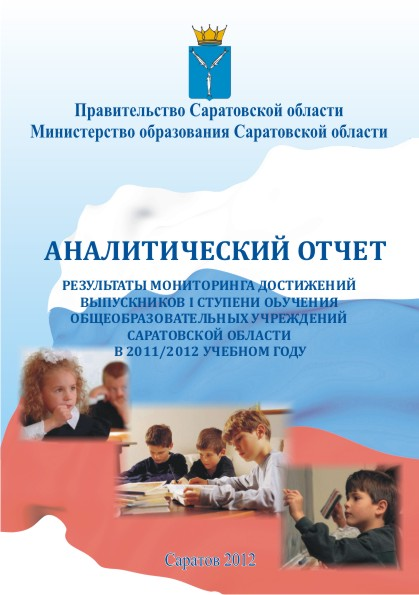 Правительство Саратовской области
Министерство образования Саратовской области
АНАЛИТИЧЕСКИЙ ОТЧЕТ
РЕЗУЛЬТАТЫ МОНИТОРИНГА ДОСТИЖЕНИЙ
ВЫПУСКНИКОВ I СТУПЕНИ ОБУЧЕНИЯ
ОБЩЕОБРАЗОВАТЕЛЬНЫХ УЧРЕЖДЕНИЙ
САРАТОВСКОЙ ОБЛАСТИ
В 2011/2012 УЧЕБНОМ ГОДУ
Саратов 2012